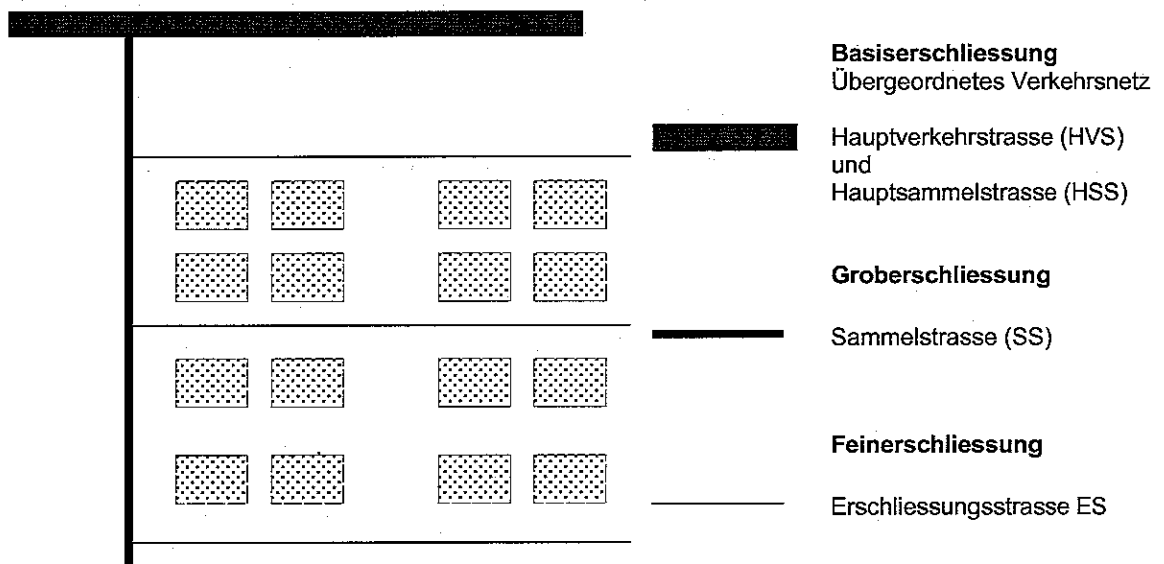 Basiserschliessung
Übergeordnetes Verkehrsnetz
Hauptverkehrstrasse (HVS)
und
Hauptsammelstrasse (HSS)
Groberschliessung
Sammelstrasse (SS)
Feinerschliessung
Erschliessungsstrasse ES